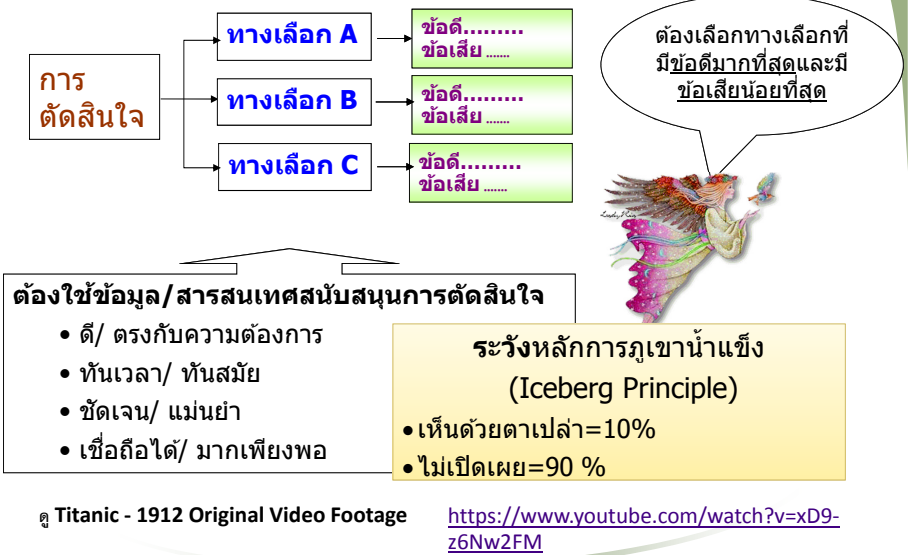 การ
ตัดสินใจ
ทางเลือก A
ข้อดี.........
ข้อเสีย .......
ทางเลือก B
ข้อดี.........
ข้อเสีย .......
ทางเลือก C
ข้อดี.........
ข้อเสีย .......
ต้องเลือกทางเลือกที่
มีข้อดีมากที่สุดและมี
ข้อเสียน้อยที่สุด
ต้องใช้ข้อมูล/สารสนเทศสนับสนุนการตัดสินใจ
• ดี/ ตรงกับความต้องการ
• ทันเวลา/ ทันสมัย
• ชัดเจน/ แม่นยำ
• เชื่อถือได้/ มากเพียงพอ
ระวังหลักการภูเขาน้ำแข็ง
(Iceberg Principle)
•เห็นด้วยตาเปล่า=10%
•ไม่เปิดเผย=90 %
ดู Titanic - 1912 Original Video Footage
https://www.youtube.com/watch?v=xD9-
z6Nw2FM